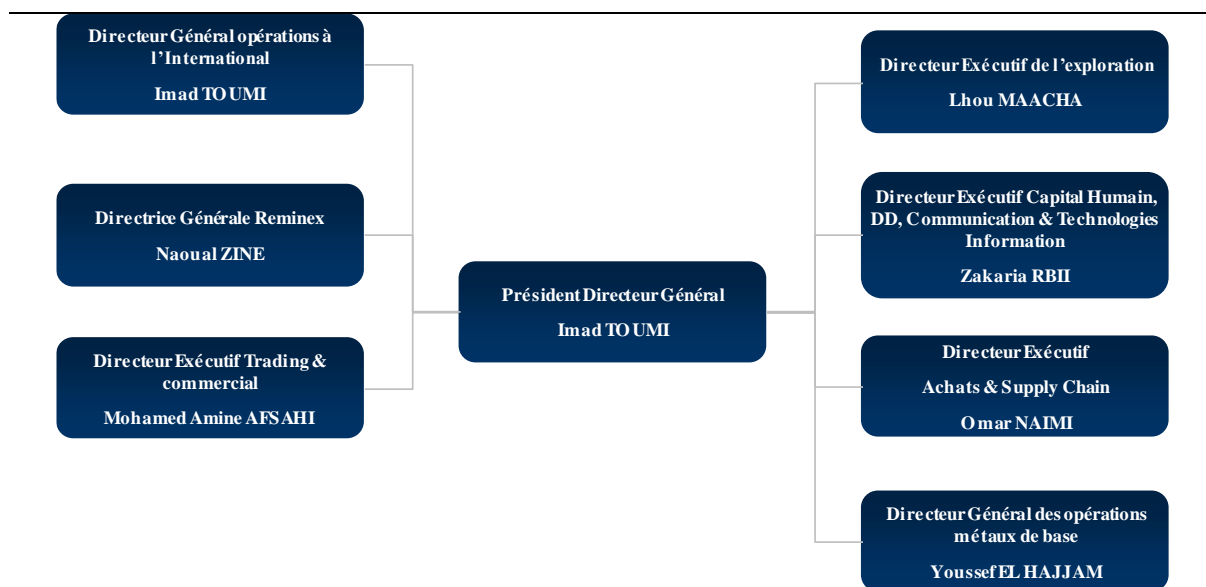 Directeur Général opérations à
l'International
Imad TOUMI
Directrice Générale Reminex
Naoual ZINE
Directeur Exécutif Trading &
commercial
Mohamed Amine AFSAHI
Président Directeur Général
Imad TOUMI
Directeur Exécutif de l'exploration
Lhou MAACHA
Directeur Exécutif Capital Humain,
DD, Communication & Technologies
Information
Zakaria RBII
Directeur Exécutif
Achats & Supply Chain
Omar NAIMI
Directeur Général des opérations
métaux de base
Youssef EL HAJJAM